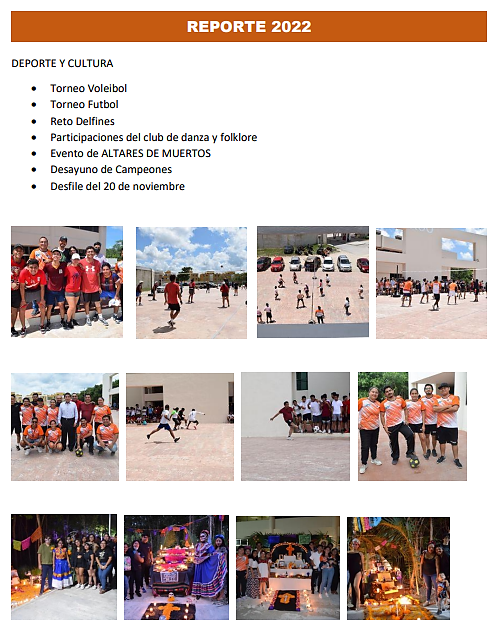 REPORTE 2022
DEPORTE Y CULTURA
• Torneo Voleibol
• Torneo Futbol
• Reto Delfines
• Participaciones del club de danza y folklore
• Evento de ALTARES DE MUERTOS
• Desayuno de Campeones
• Desfile del 20 de noviembre